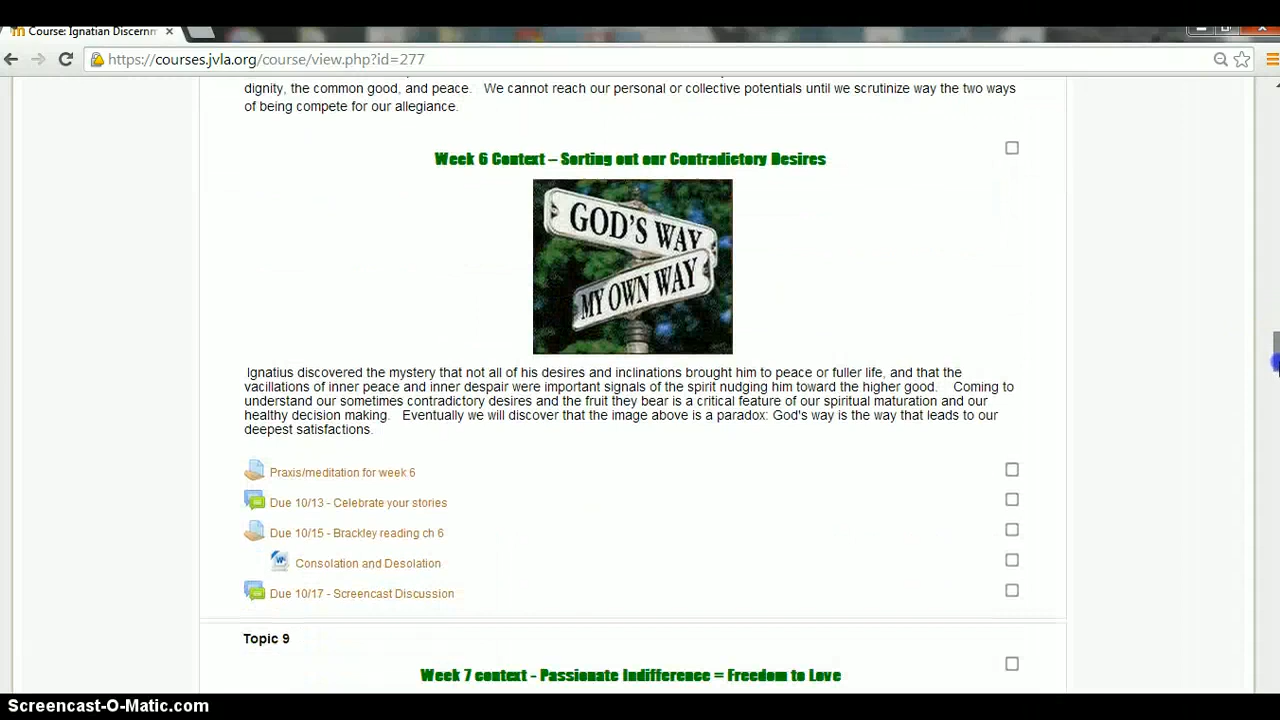 Course: Ignatian Discernm
https://courses.jvla.org/course/view.php?id=277
dignity, the common good, and peace. We cannot reach our personal or collective potentials until we scrutinize way the two ways
of being compete for our allegiance.
Week 6 Context – Sorting out our Contradictory Desires
GOD'S WAY
MY OWN WAY
Ignatius discovered the mystery that not all of his desires and inclinations brought him to peace or fuller life, and that the
vacillations of inner peace and inner despair were important signals of the spirit nudging him toward the higher good. Coming to
understand our sometimes contradictory desires and the fruit they bear is a critical feature of our spiritual maturation and our
healthy decision making. Eventually we will discover that the image above is a paradox: God's way is the way that leads to our
deepest satisfactions.
Praxis/meditation for week 6
Due 10/13 - Celebrate your stories
Due 10/15 - Brackley reading ch 6
Consolation and Desolation
Due 10/17 - Screencast Discussion
Topic 9
Week 7 context - Passionate Indifference = Freedom to Love
Screencast-O-Matic.com